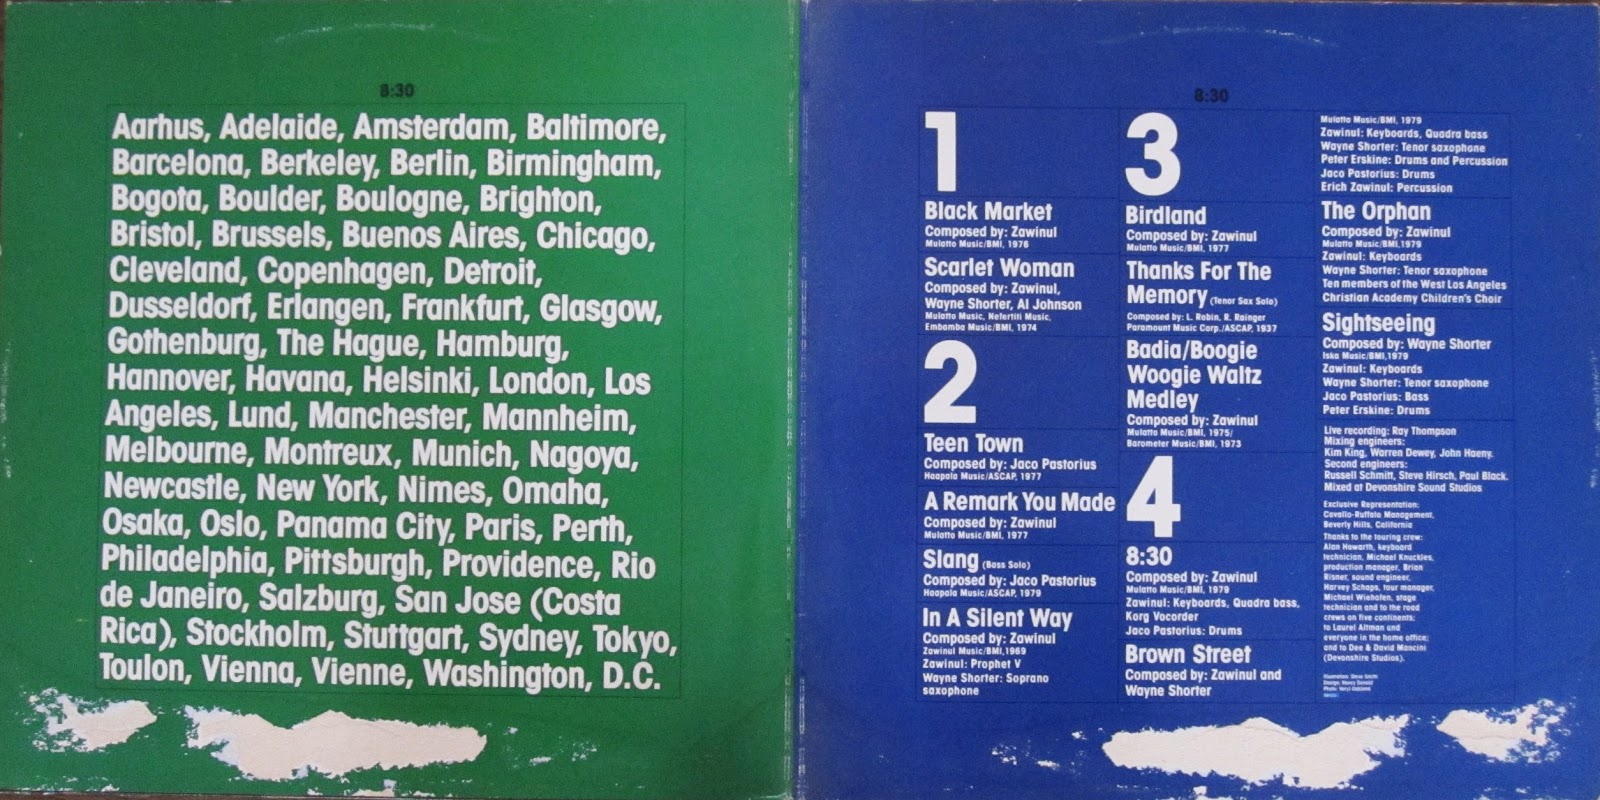 8:30
Aarhus, Adelaide, Amsterdam, Baltimore,
Barcelona, Berkeley, Berlin, Birmingham,
Bogota, Boulder, Boulogne, Brighton,
Bristol, Brussels, Buenos Aires, Chicago,
Cleveland, Copenhagen, Detroit,
Dusseldorf, Erlangen, Frankfurt, Glasgow,
Gothenburg, The Hague, Hamburg,
Hannover, Havana, Helsinki, London, Los
Angeles, Lund, Manchester, Mannheim,
Melbourne, Montreux, Munich, Nagoya,
Newcastle, New York, Nimes, Omaha,
Osaka, Oslo, Panama City, Paris, Perth,
Philadelphia, Pittsburgh, Providence, Rio
de Janeiro, Salzburg, San Jose (Costa
Rica), Stockholm, Stuttgart, Sydney, Tokyo,
Toulon, Vienna, Vienne, Washington, D.C.
8:30
1
Black Market
Composed by: Zawinul
Mulatto Music/BMI, 1976
Scarlet Woman
Composed by: Zawinul,
Wayne Shorter, Al Johnson
Mulatto Music, Nefertiti Music,
Embamba Music/BMI, 1974
2
Teen Town
Composed by: Jaco Pastorius
Haapala Music/ASCAP, 1977
A Remark You Made
Composed by: Zawinul
Mulatto Music/BMI, 1977
Slang (Bass Solo)
Composed by: Jaco Pastorius
Haapala Music/ASCAP, 1979
In A Silent Way
Composed by: Zawinul
Zawinul Music/BMI,1969
Zawinul: Prophet V
Wayne Shorter: Soprano
saxophone
3
Birdland
Composed by: Zawinul
Mulatto Music/BMI, 1977
Thanks For The
Memory (Tenor Sax Solo)
Composed by: L. Robin, R. Rainger
Paramount Music Corp./ASCAP, 1937
Badia/Boogie
Woogie Waltz
Medley
Composed by: Zawinul
Mulatto Music/BMI, 1975/
Barometer Music/BMI, 1973
4
8:30
Composed by: Zawinul
Mulatto Music/BMI, 1979
Zawinul: Keyboards, Quadra bass,
Korg Vocorder
Jaco Pastorius: Drums
Brown Street
Composed by: Zawinul and
Wayne Shorter
Mulatto Music/BMI, 1979
Zawinul: Keyboards, Quadra bass
Wayne Shorter: Tenor saxophone
Peter Erskine: Drums and Percussion
Jaco Pastorius: Drums
Erich Zawinul: Percussion
The Orphan
Composed by: Zawinul
Mulatto Music/BMI,1979
Zawinul: Keyboards
Wayne Shorter: Tenor saxophone
Ten members of the West Los Angeles
Christian Academy Children's Choir
Sightseeing
Composed by: Wayne Shorter
Iska Music/BMI,1979
Zawinul: Keyboards
Wayne Shorter: Tenor saxophone
Jaco Pastorius: Bass
Peter Erskine: Drums
Live recording: Ray Thompson
Mixing engineers:
Kim King, Warren Dewey, John Haeny.
Second engineers:
Russell Schmitt, Steve Hirsch, Paul Black.
Mixed at Devonshire Sound Studios
Exclusive Representation:
Cavallo-Ruffalo Management,
Beverly Hills, California
Thanks to the touring crew:
Alan Howarth, keyboard
technician, Michael Knuckles,
production manager, Brian
Risner, sound engineer,
Harvey Schaps, tour manager,
Michael Wiehofen, stage
technician and to the road
crews on five continents;
to Laurel Altman and
everyone in the home office;
and to Dee & David Mancini
(Devonshire Studios).